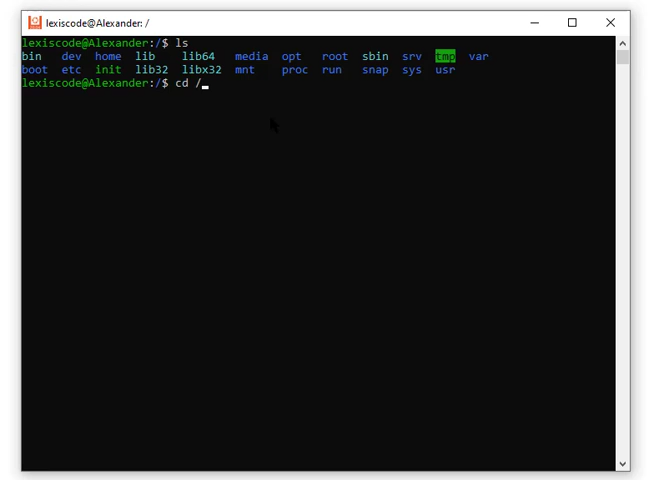 lexiscode@Alexander: /
lexiscode@Alexander:/$ ls
bin dev home lib lib64 media opt root sbin srv tmp var
boot etc init lib32 libx32 mnt proc run snap sys usr
lexiscode@Alexander:/$ cd /